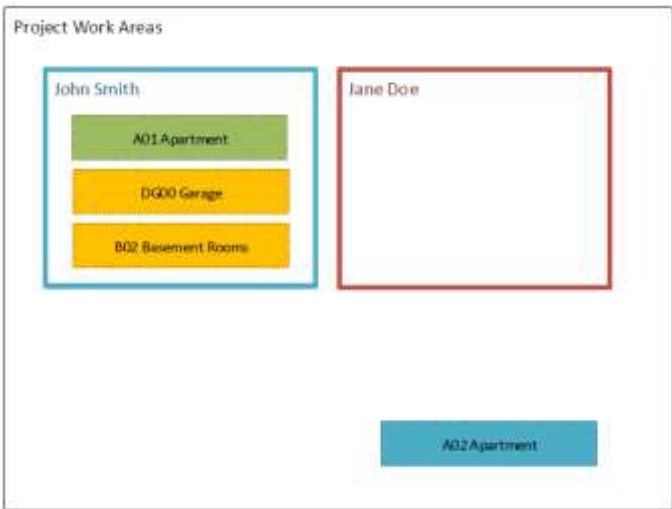 Project Work Areas
John Smith
Jane Doe
A01 Apartment
DG00 Garage
B02 Basement Rooms
A02 Apartment